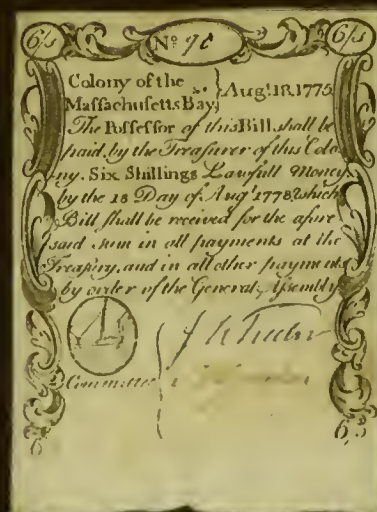 6/s Nº 6/s
Colony of the
Maſſachuſetts Bay } Augt. 18, 1775
The Poſſeſſor of this Bill ſhall be
paid, by the Treaſurer of this Colo
ny, Six Shillings Lawfull Money
by the 18 Day of Augt. 1778, which
Bill ſhall be received for the afore
ſaid Sum in all payments at the
Treaſury, and in all other payments
by order of the General Aſſembly
Committee
6